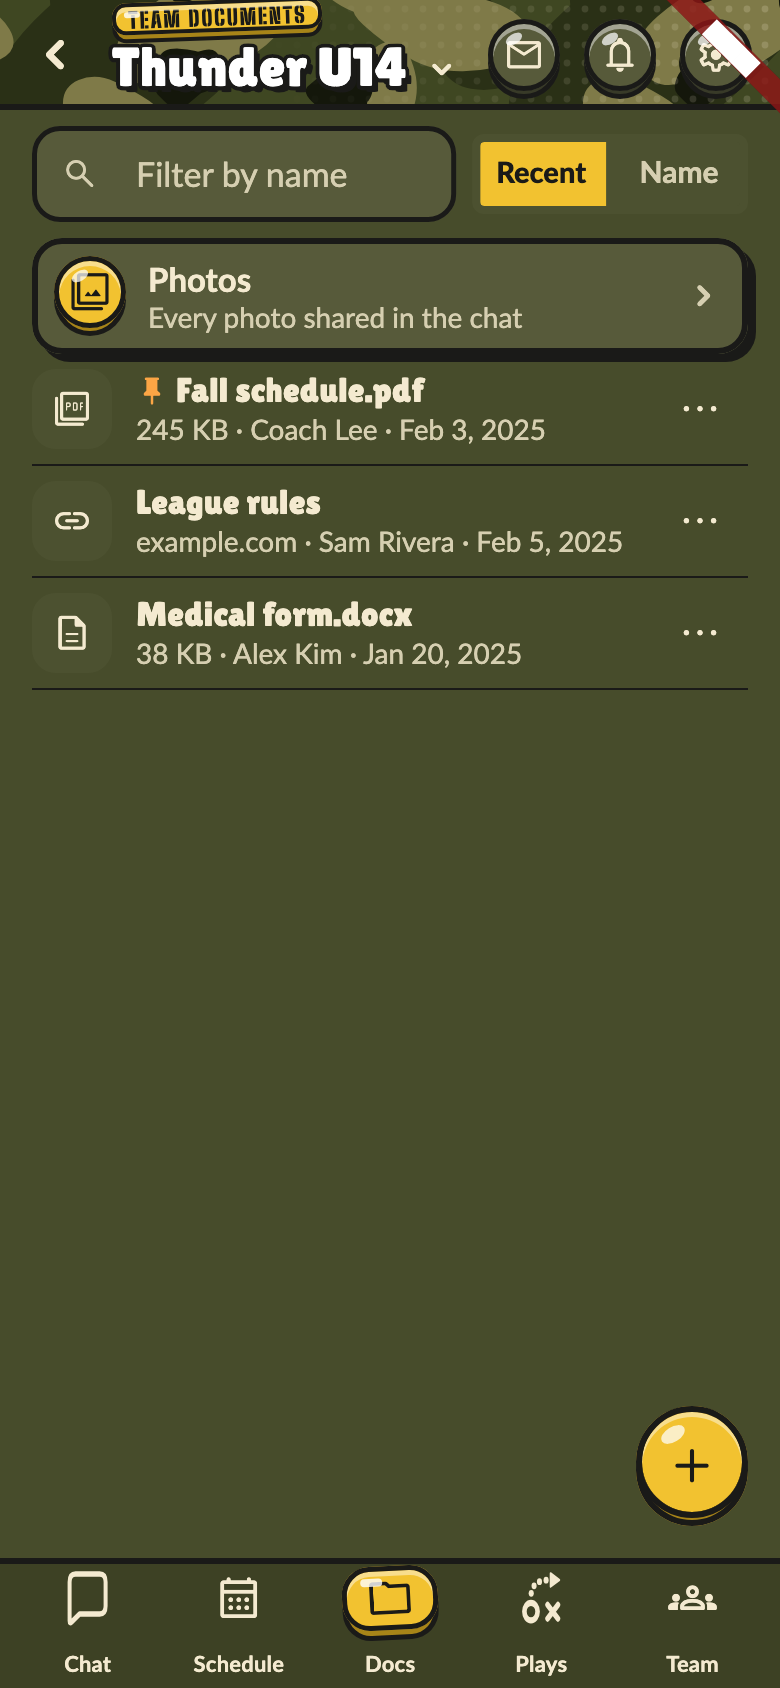 TEAM DOCUMENTS
Thunder U14
Filter by name
Recent
Name
Photos
Every photo shared in the chat
PDF
Fall schedule.pdf
245 KB · Coach Lee · Feb 3, 2025
League rules
example.com · Sam Rivera · Feb 5, 2025
Medical form.docx
38 KB · Alex Kim · Jan 20, 2025
Chat
Schedule
Docs
Plays
Team